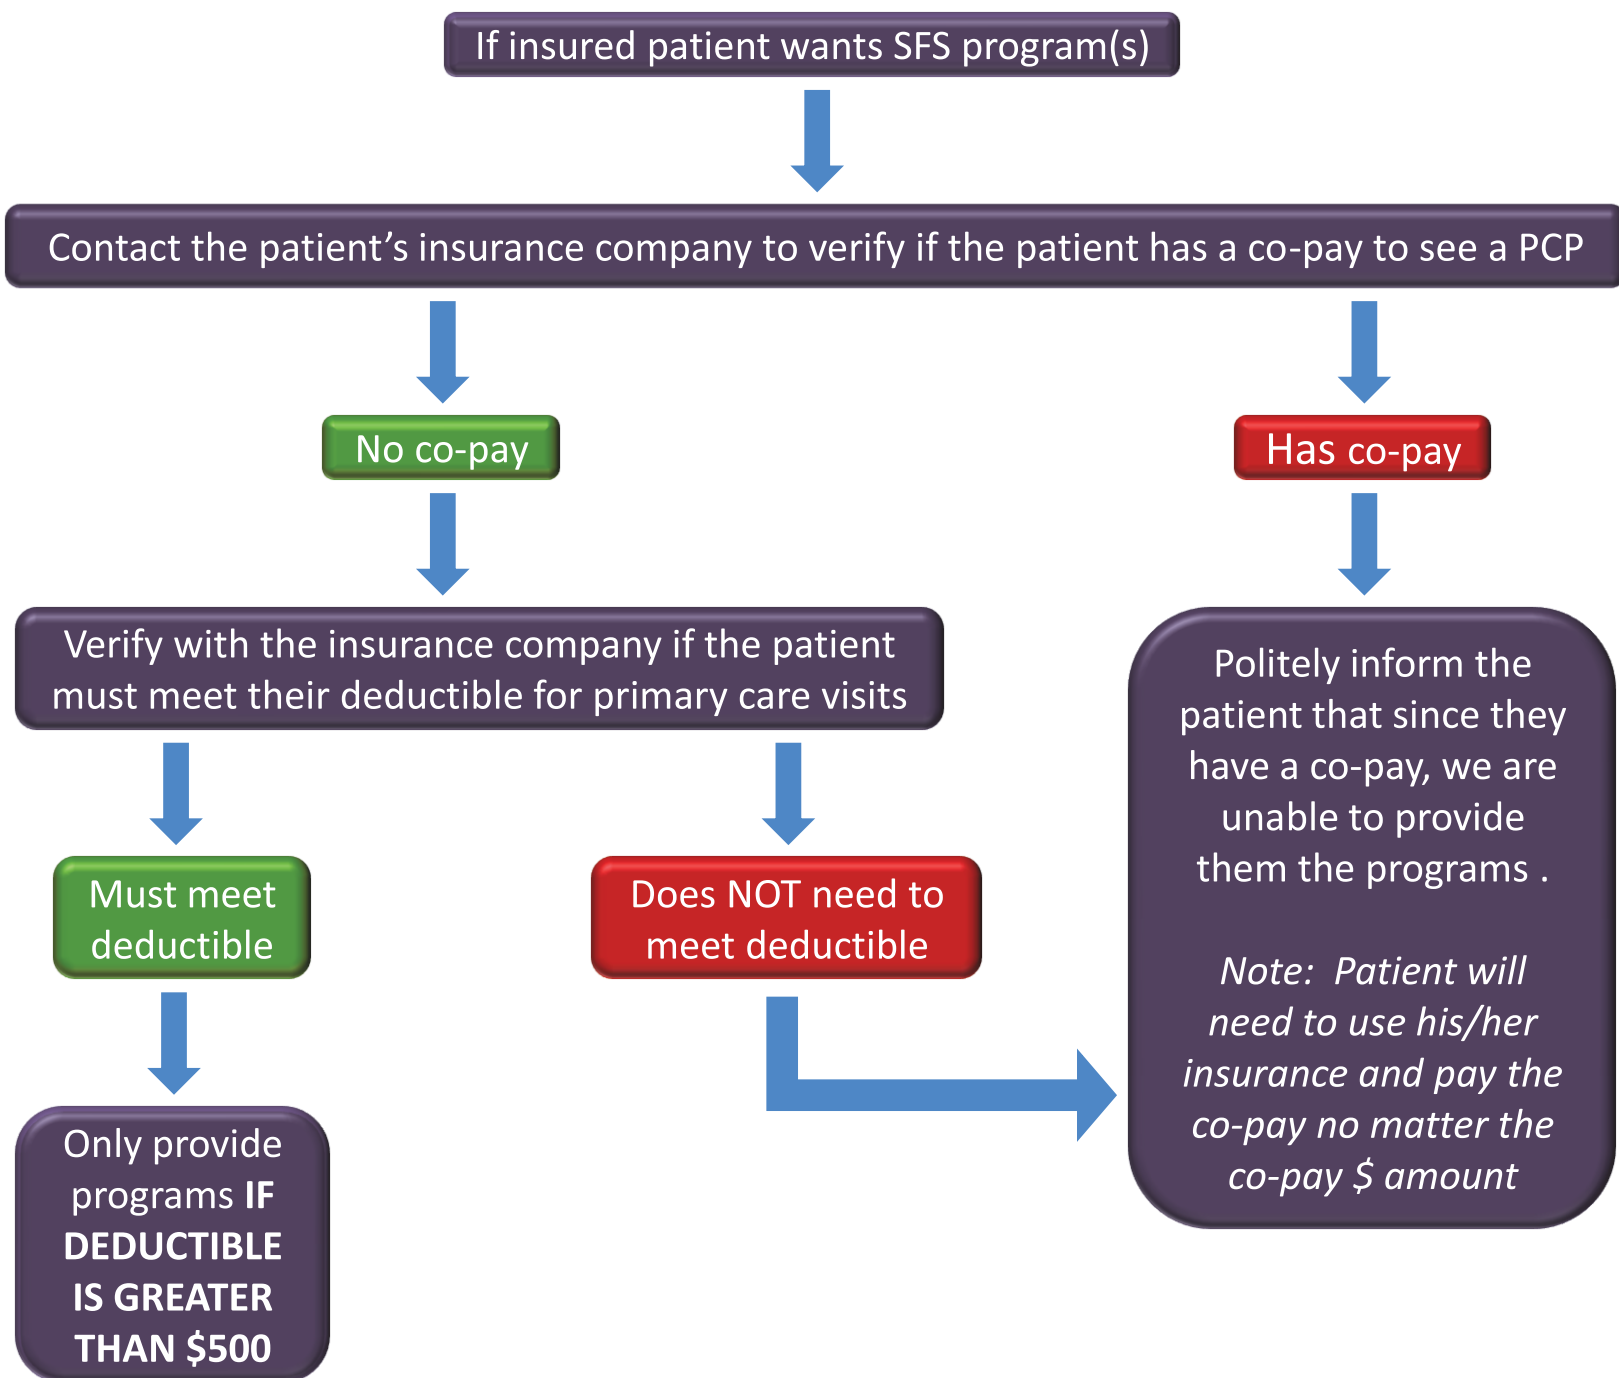 If insured patient wants SFS program(s)
Contact the patient’s insurance company to verify if the patient has a co-pay to see a PCP
No co-pay
Has co-pay
Verify with the insurance company if the patient
must meet their deductible for primary care visits
Must meet
deductible
Does NOT need to
meet deductible
Only provide
programs IF
DEDUCTIBLE
IS GREATER
THAN $500
Politely inform the
patient that since they
have a co-pay, we are
unable to provide
them the programs .
Note:  Patient will
need to use his/her
insurance and pay the
co-pay no matter the
co-pay $ amount